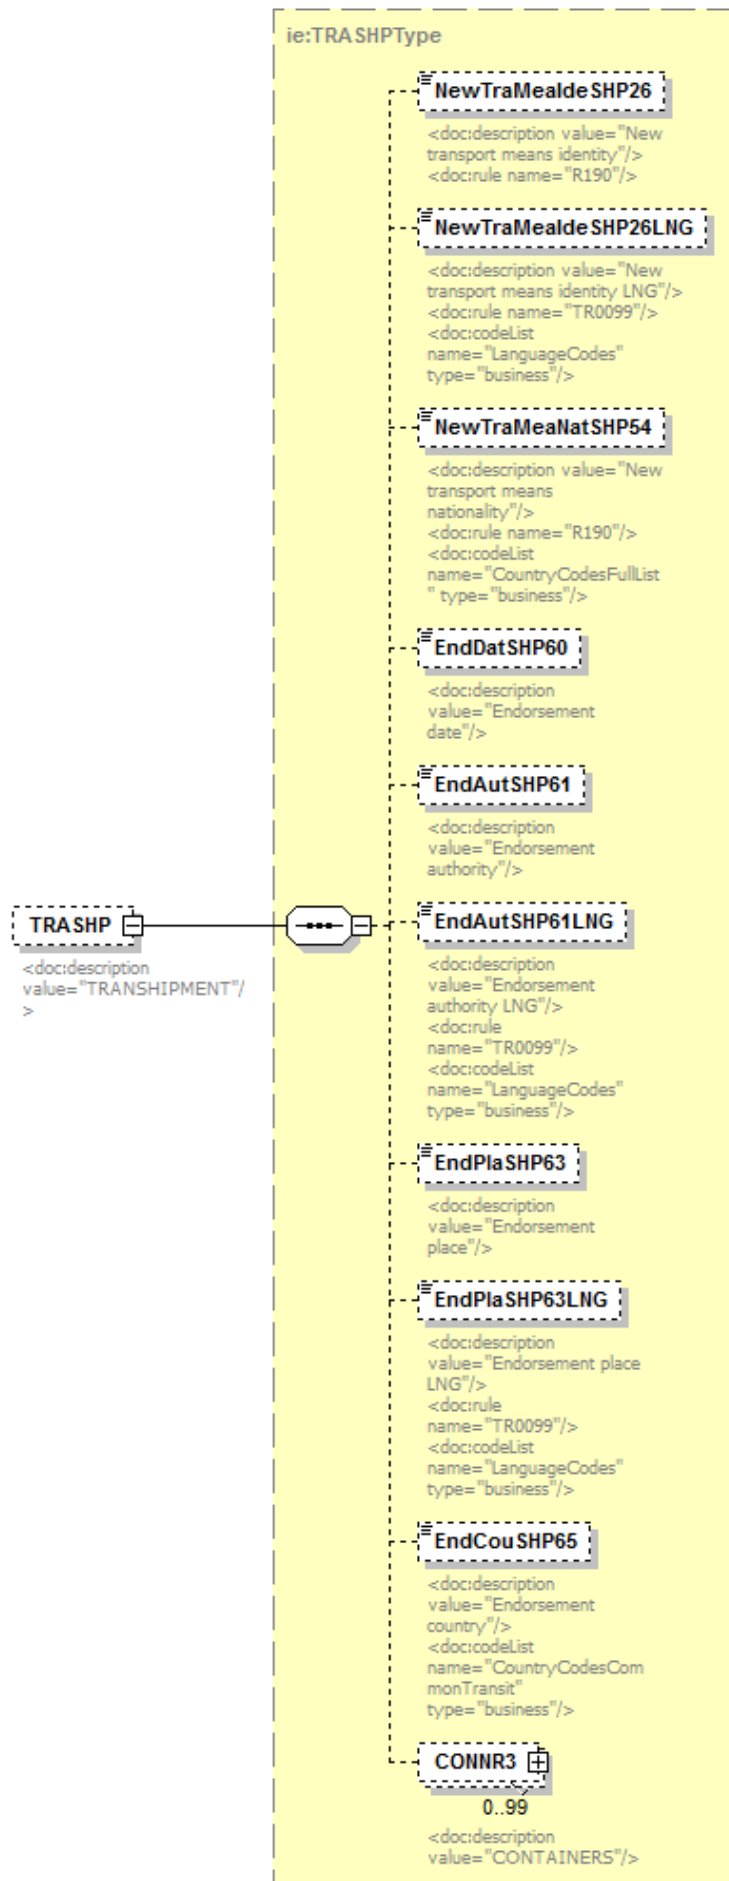 ie:TRASHPType
NewTraMeaIdeSHP26
<doc:description value="New
transport means identity"/>
<doc:rule name="R190"/>
NewTraMeaIdeSHP26LNG
<doc:description value="New
transport means identity LNG"/>
<doc:rule name="TR0099"/>
<doc:codeList
name="LanguageCodes"
type="business"/>
NewTraMeaNatSHP54
<doc:description value="New
transport means
nationality"/>
<doc:rule name="R190"/>
<doc:codeList
name="CountryCodesFullList
" type="business"/>
EndDatSHP60
<doc:description
value="Endorsement
date"/>
EndAutSHP61
<doc:description
value="Endorsement
authority"/>
TRASHP
<doc:description
value="TRANSHIPMENT"/
>
EndAutSHP61LNG
<doc:description
value="Endorsement
authority LNG"/>
<doc:rule
name="TR0099"/>
<doc:codeList
name="LanguageCodes"
type="business"/>
EndPlaSHP63
<doc:description
value="Endorsement
place"/>
EndPlaSHP63LNG
<doc:description
value="Endorsement place
LNG"/>
<doc:rule
name="TR0099"/>
<doc:codeList
name="LanguageCodes"
type="business"/>
EndCouSHP65
<doc:description
value="Endorsement
country"/>
<doc:codeList
name="CountryCodesCom
monTransit"
type="business"/>
CONNR3
0..99
<doc:description
value="CONTAINERS"/>